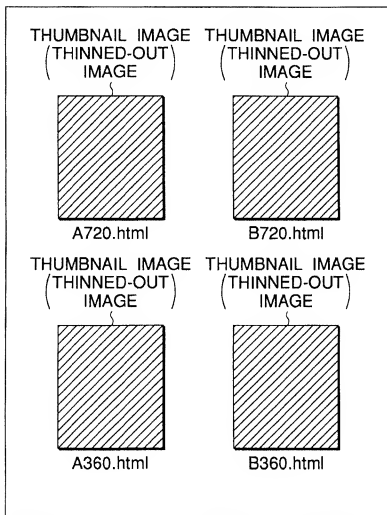 THUMBNAIL IMAGE
(THINNED-OUT
IMAGE)
THUMBNAIL IMAGE
(THINNED-OUT
IMAGE)
A720.html
B720.html
THUMBNAIL IMAGE
(THINNED-OUT
IMAGE)
THUMBNAIL IMAGE
(THINNED-OUT
IMAGE)
A360.html
B360.html